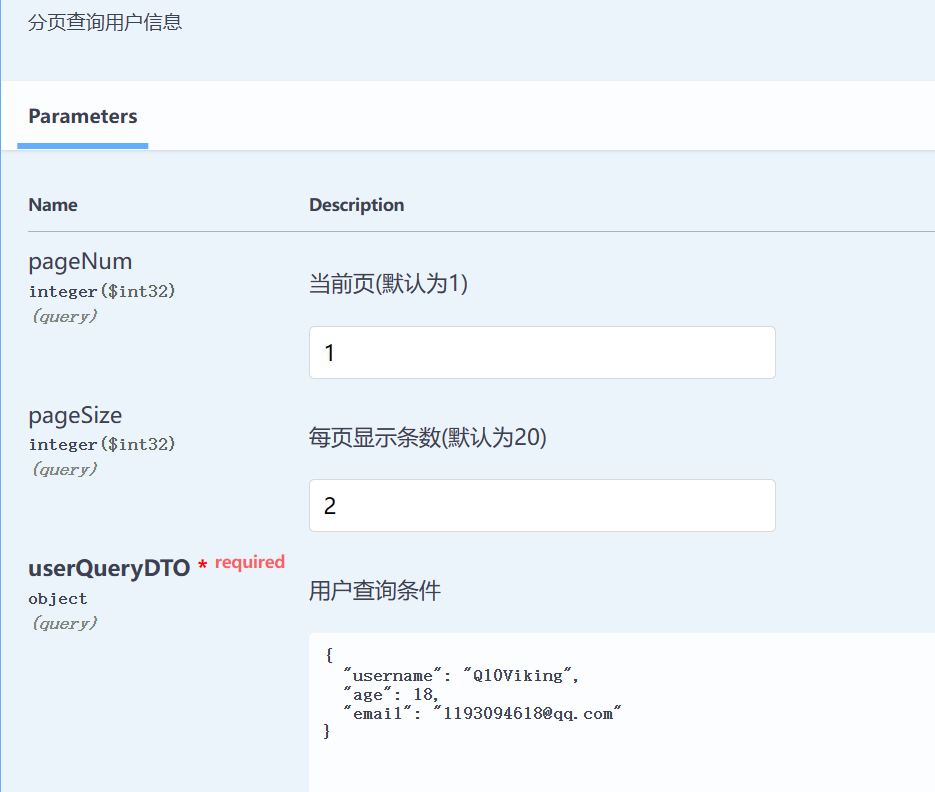 分页查询用户信息
Parameters
Name Description
pageNum
integer($int32)
(query)
当前页(默认为1)
1
pageSize
integer($int32)
(query)
每页显示条数(默认为20)
2
userQueryDTO * required
object
(query)
用户查询条件
{
"username": "Q10Viking",
"age": 18,
"email": "1193094618@qq.com"
}